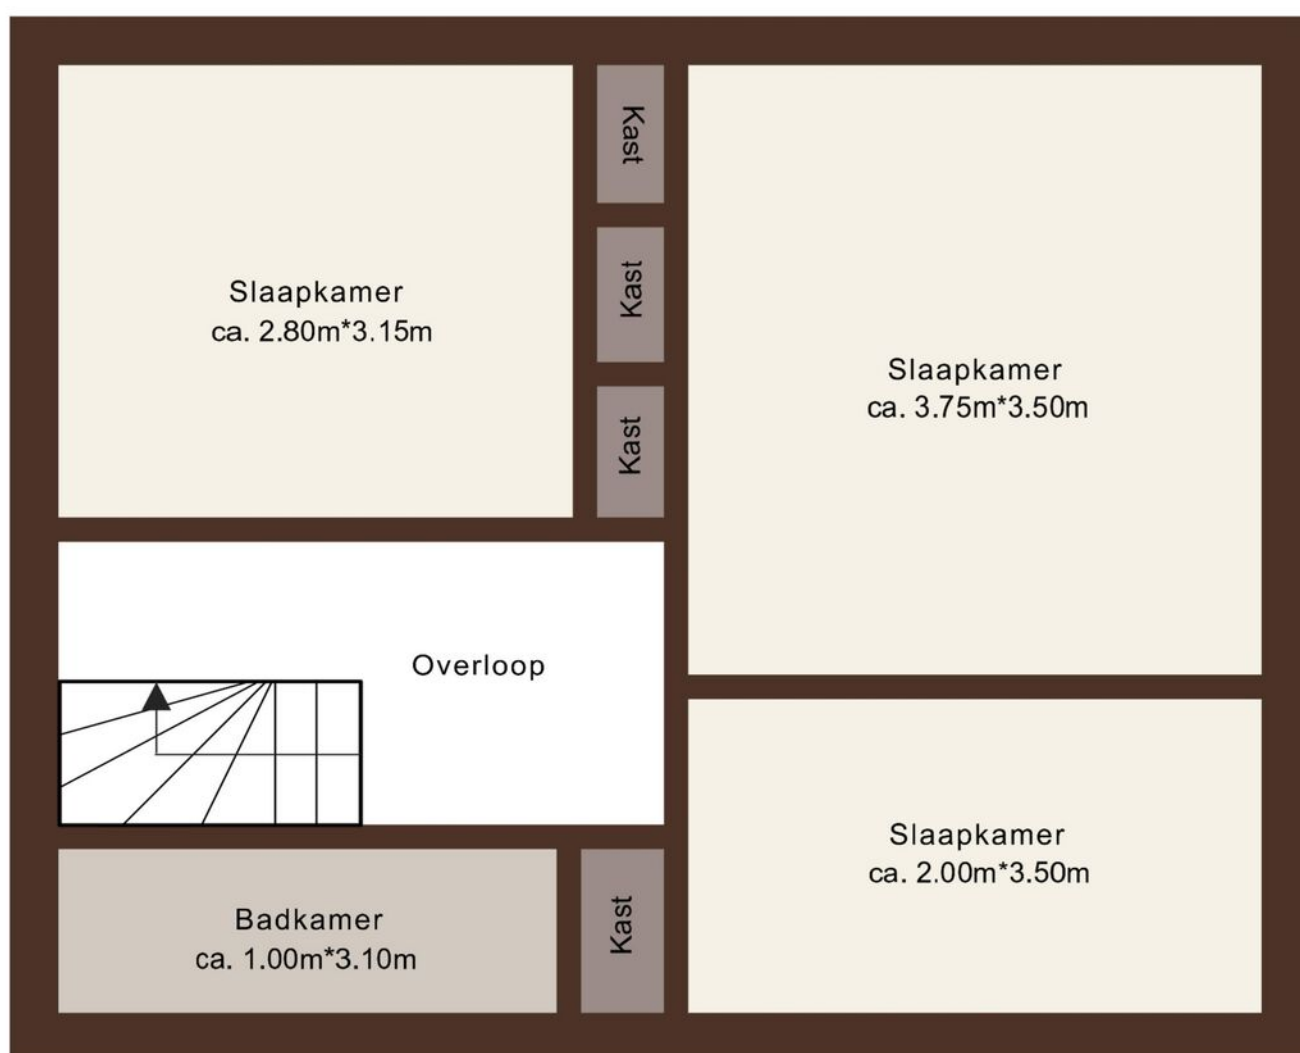 Kast
Slaapkamer
ca. 2.80m*3.15m
Kast
Slaapkamer
ca. 3.75m*3.50m
Kast
Overloop
Slaapkamer
ca. 2.00m*3.50m
Badkamer
ca. 1.00m*3.10m
Kast